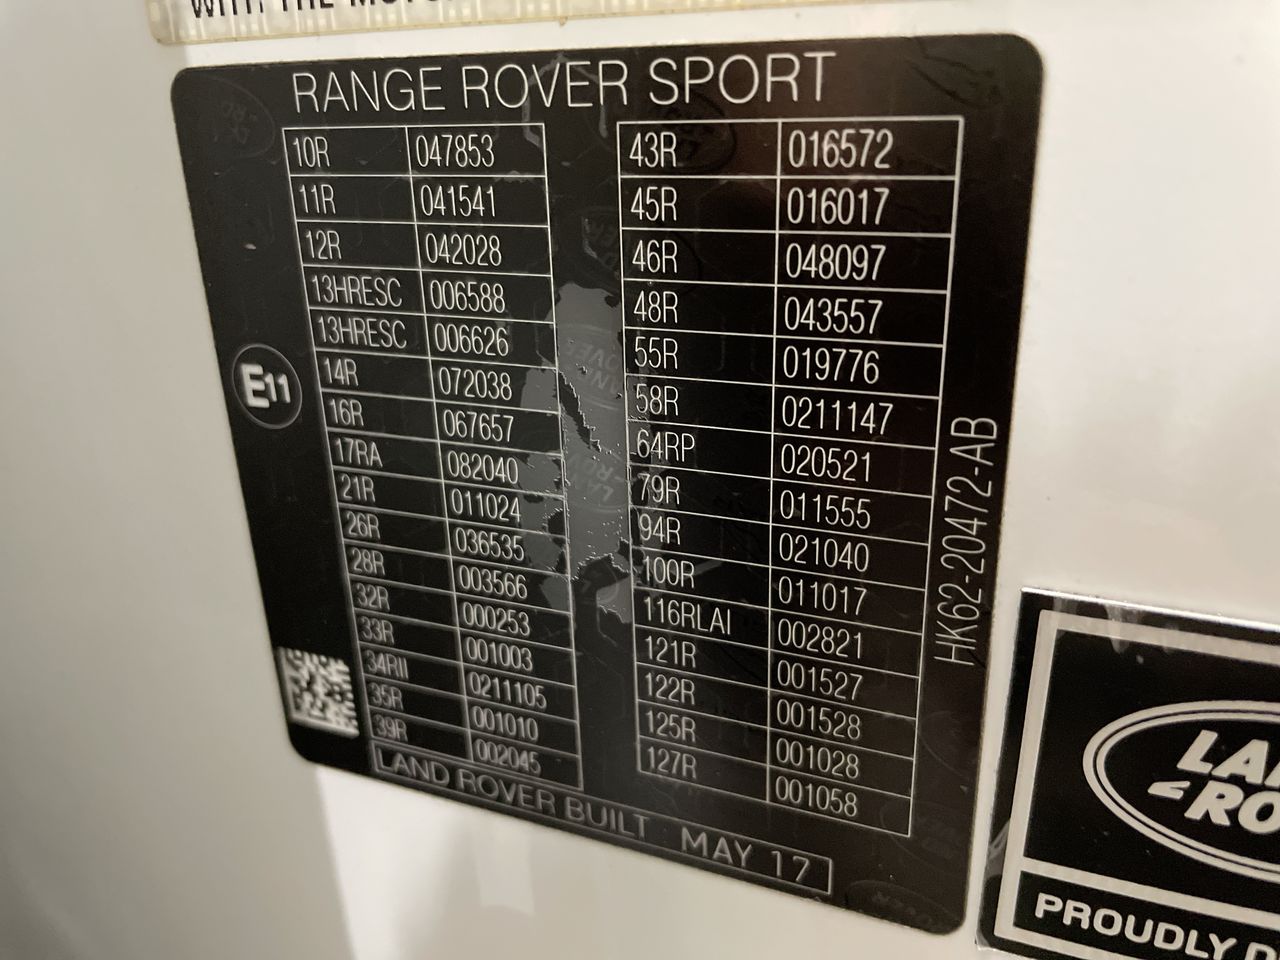 WITH THE MOTOR
RANGE ROVER SPORT
10R 047853
11R 041541
12R 042028
13HRESC 006588
13HRESC 006626
14R 072038
16R 067657
17RA 082040
21R 011024
26R 036535
28R 003566
32R 000253
33R 001003
34RII 0211105
35R 001010
39R 002045
43R 016572
45R 016017
46R 048097
48R 043557
55R 019776
58R 0211147
64RP 020521
79R 011555
94R 021040
100R 011017
116RLAI 002821
121R 001527
122R 001528
125R 001028
127R 001058
E11
HK62-20472-AB
LAND ROVER BUILT · MAY 17
PROUDLY